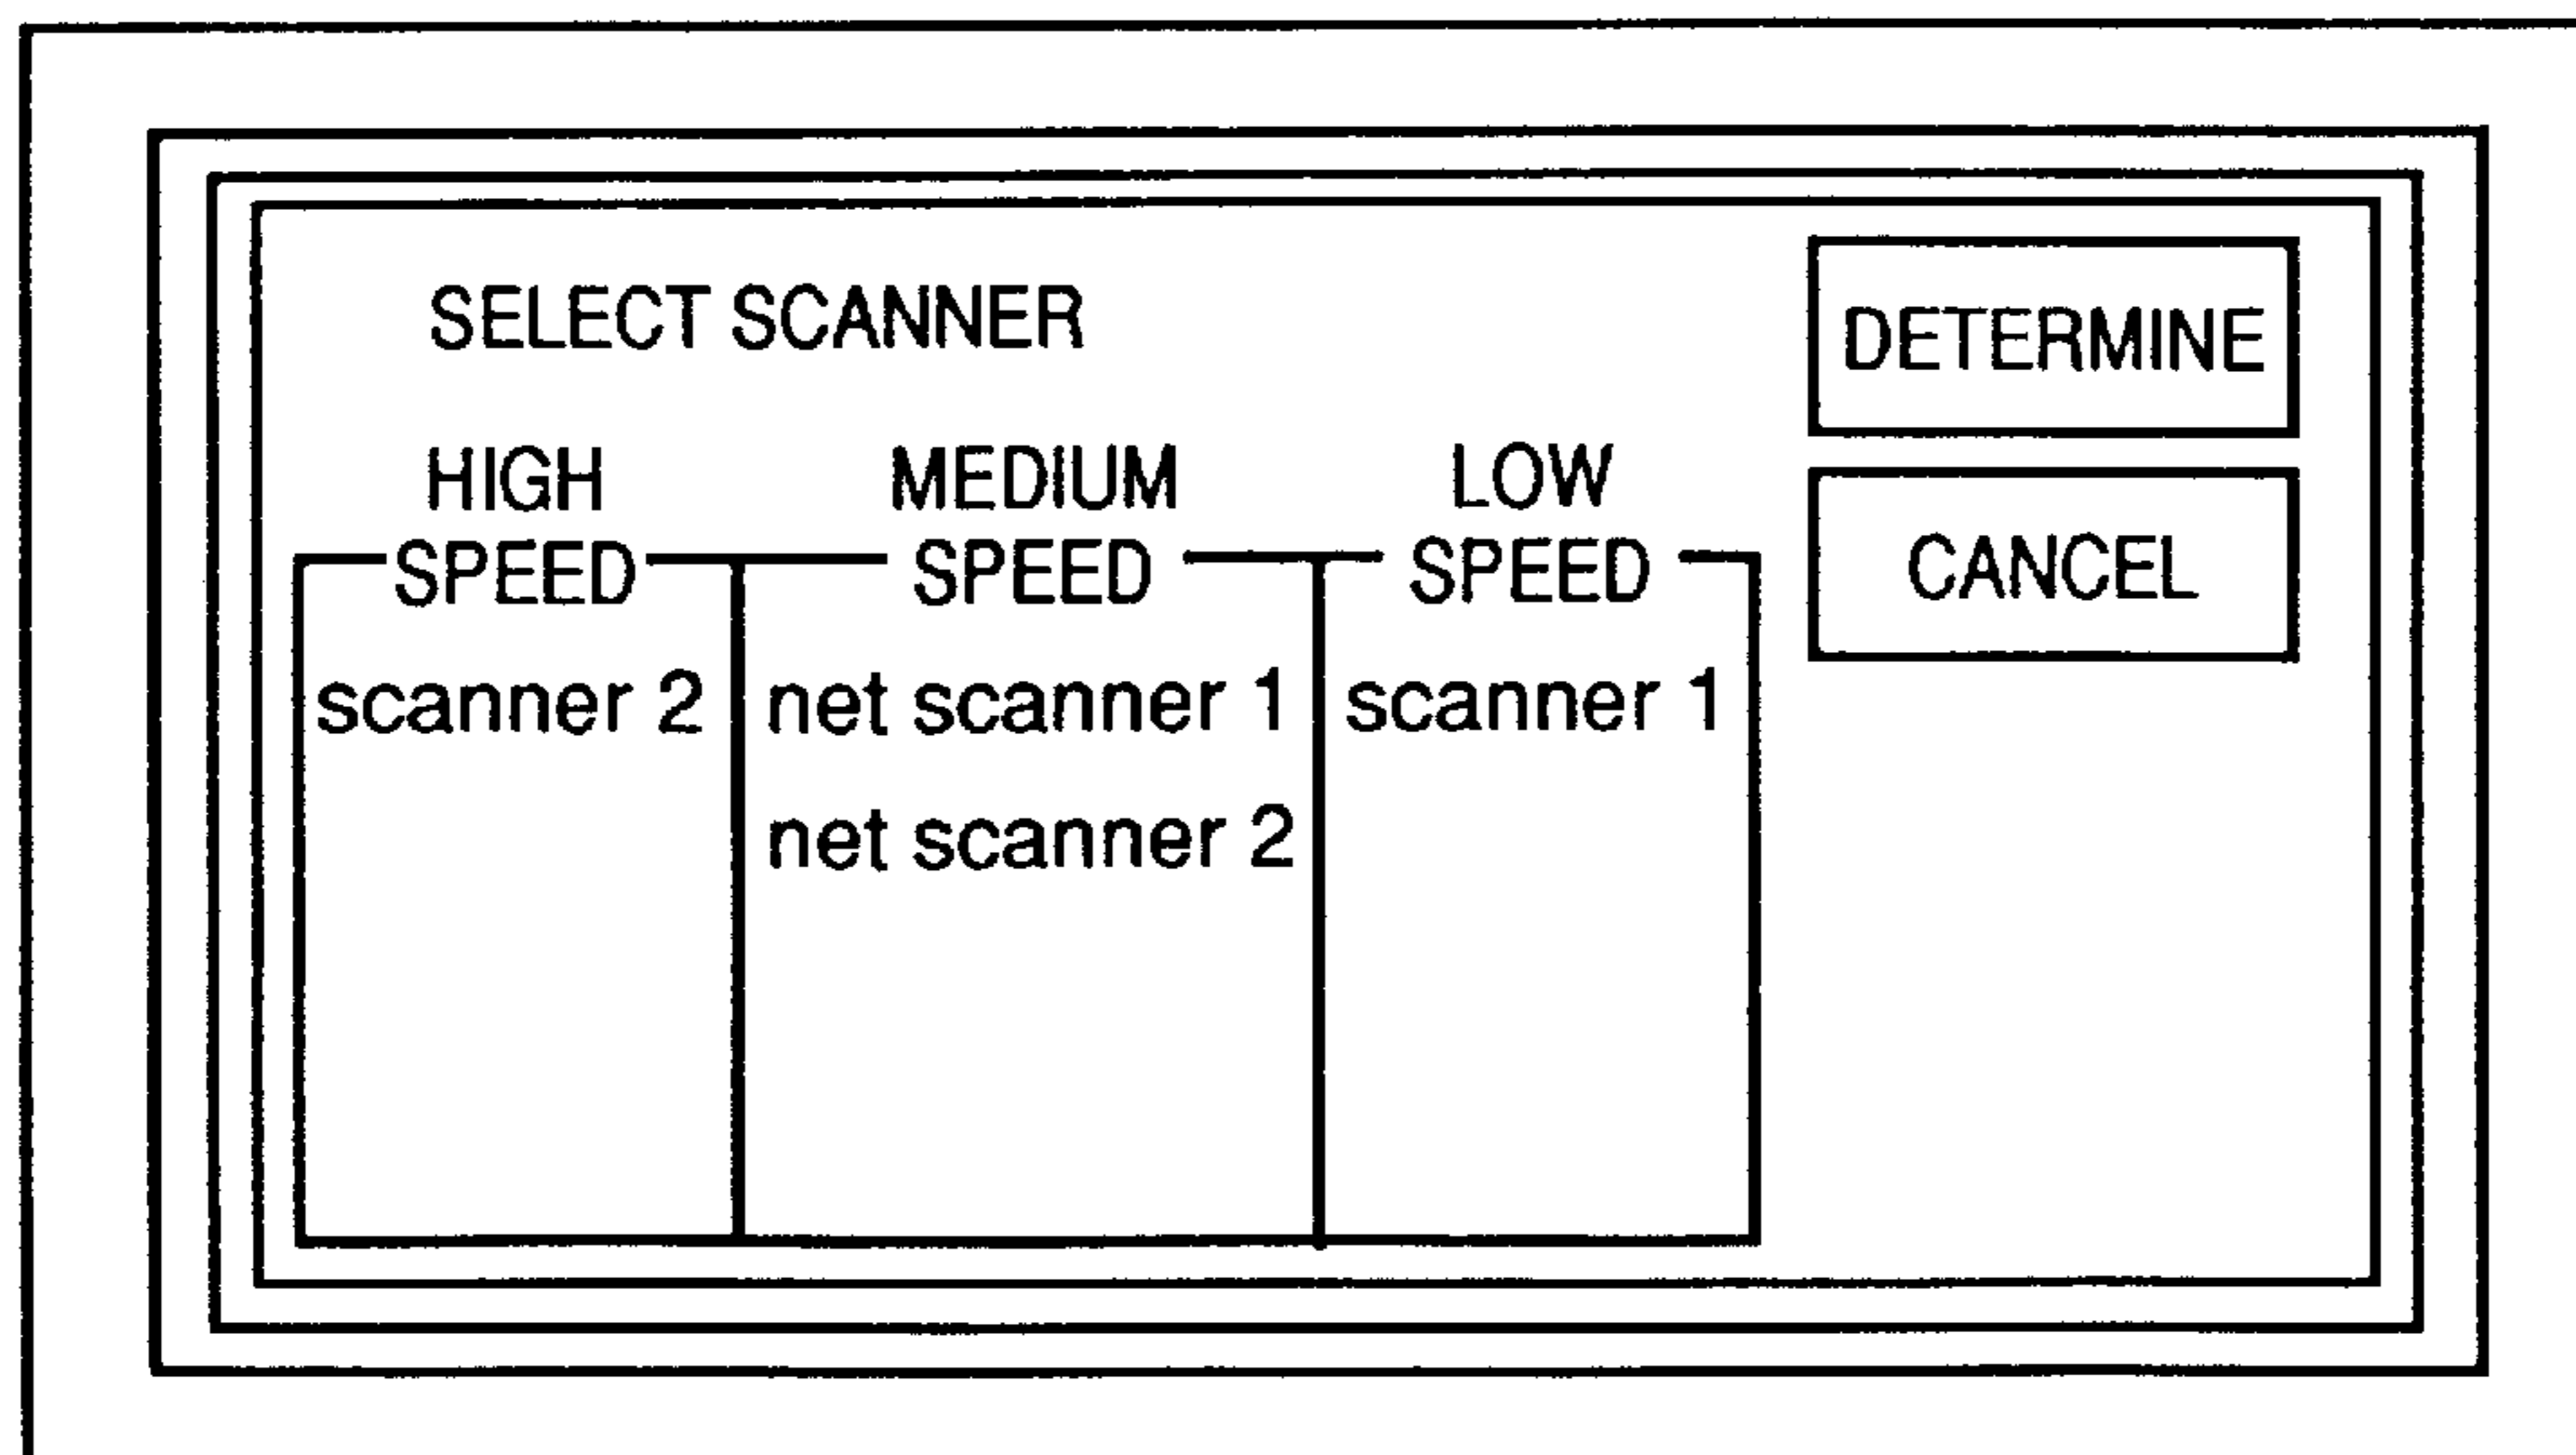 SELECT SCANNER
DETERMINE
CANCEL
HIGH
SPEED
MEDIUM
SPEED
LOW
SPEED
scanner 2
net scanner 1
net scanner 2
scanner 1